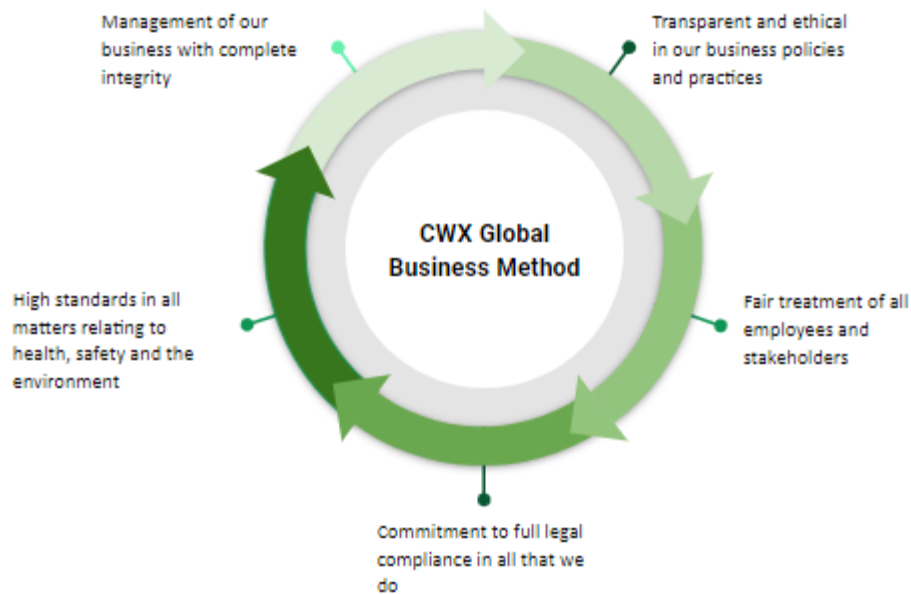 Management of our
business with complete
integrity
Transparent and ethical
in our business policies
and practices
CWX Global
Business Method
High standards in all
matters relating to
health, safety and the
environment
Fair treatment of all
employees and
stakeholders
Commitment to full legal
compliance in all that we
do